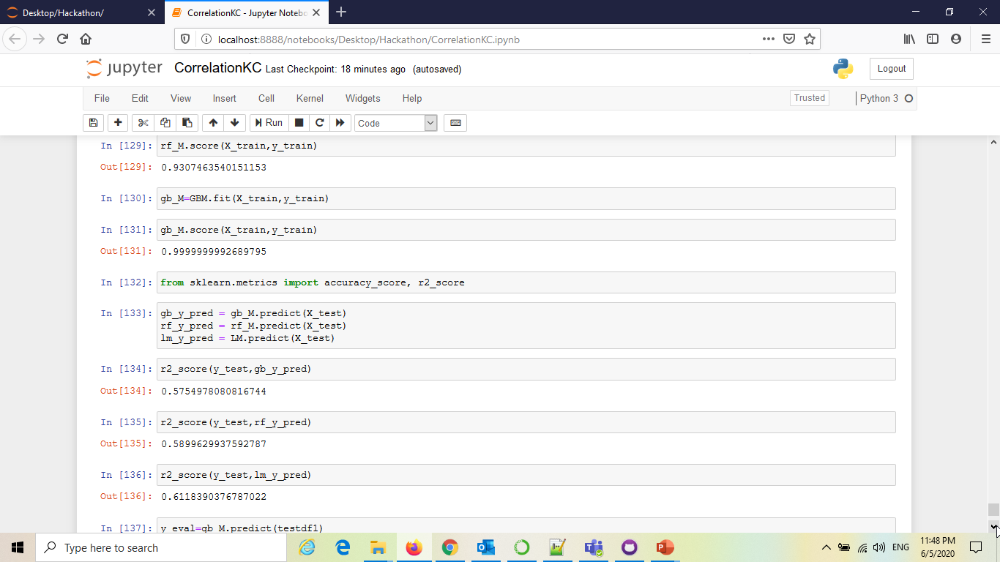 Desktop/Hackathon/
CorrelationKC - Jupyter Notebo
localhost:8888/notebooks/Desktop/Hackathon/CorrelationKC.ipynb
jupyter CorrelationKC Last Checkpoint: 18 minutes ago (autosaved)
Logout
File Edit View Insert Cell Kernel Widgets Help
Trusted
Python 3
Run
Code
In [129]: rf_M.score(X_train,y_train)
Out[129]: 0.9307463540151153
In [130]: gb_M=GBM.fit(X_train,y_train)
In [131]: gb_M.score(X_train,y_train)
Out[131]: 0.9999999992689795
In [132]: from sklearn.metrics import accuracy_score, r2_score
In [133]: gb_y_pred = gb_M.predict(X_test)
rf_y_pred = rf_M.predict(X_test)
lm_y_pred = LM.predict(X_test)
In [134]: r2_score(y_test,gb_y_pred)
Out[134]: 0.5754978080816744
In [135]: r2_score(y_test,rf_y_pred)
Out[135]: 0.5899629937592787
In [136]: r2_score(y_test,lm_y_pred)
Out[136]: 0.6118390376787022
In [137]: y_eval=gb_M.predict(testdf1)
Type here to search
ENG
11:48 PM
6/5/2020